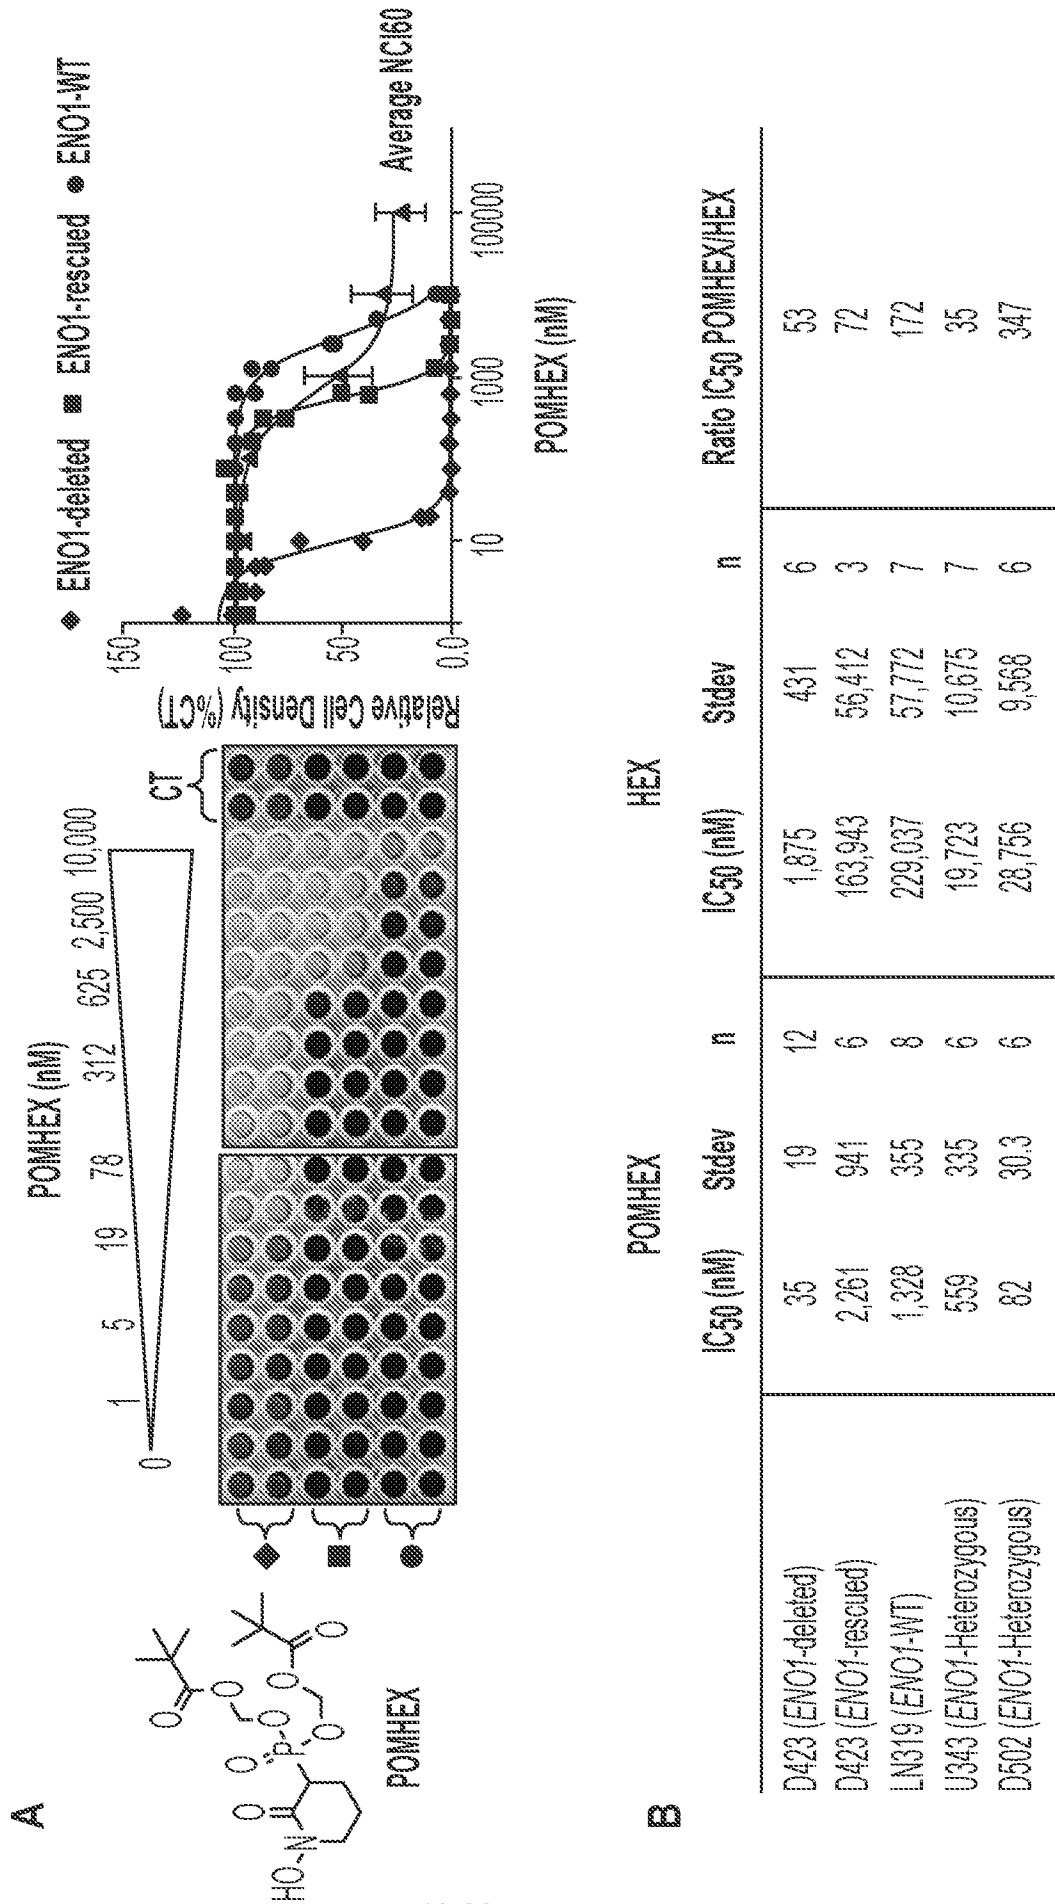 A
POMHEX (nM)
0 1 5 19 78 312 625 2,500 10,000
CT
HO
N
O
O
P
O
O
O
O
O
O
POMHEX
◆ ENO1-deleted ■ ENO1-rescued ● ENO1-WT
Relative Cell Density (%CT)
150
100
50
0.0
10 1000 100000
POMHEX (nM)
Average NCI60
B
POMHEX HEX
IC50 (nM) Stdev n IC50 (nM) Stdev n Ratio IC50 POMHEX/HEX
D423 (ENO1-deleted) 35 19 12 1,875 431 6 53
D423 (ENO1-rescued) 2,261 941 6 163,943 56,412 3 72
LN319 (ENO1-WT) 1,328 355 8 229,037 57,772 7 172
U343 (ENO1-Heterozygous) 559 335 6 19,723 10,675 7 35
D502 (ENO1-Heterozygous) 82 30.3 6 28,756 9,568 6 347